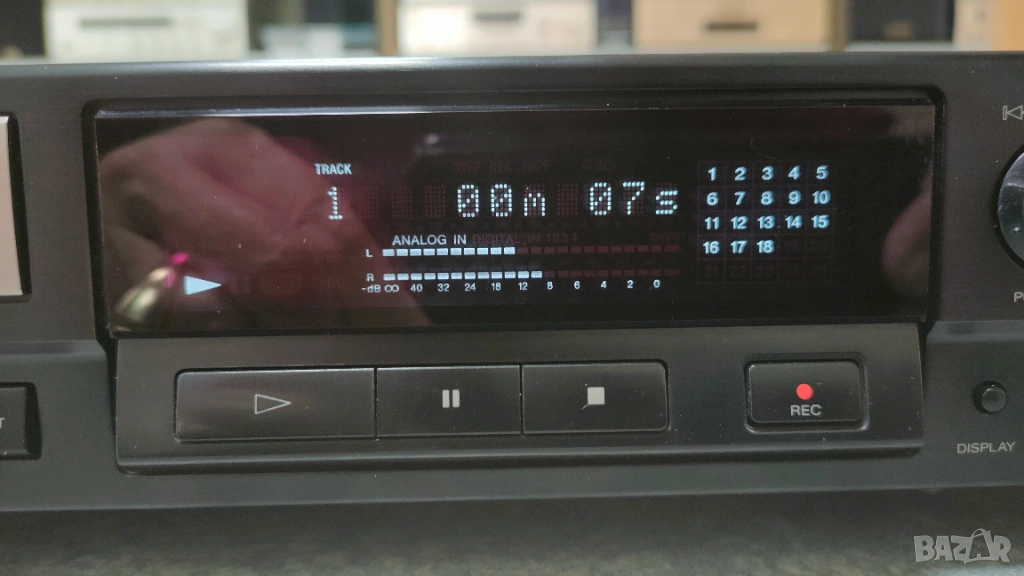 TRACK
1 00m 07s
1 2 3 4 5
6 7 8 9 10
11 12 13 14 15
16 17 18
ANALOG IN DIGITAL IN 1234
L
R
-dB ∞ 40 32 24 18 12 8 6 4 2 0
REC
DISPLAY
BAZAR